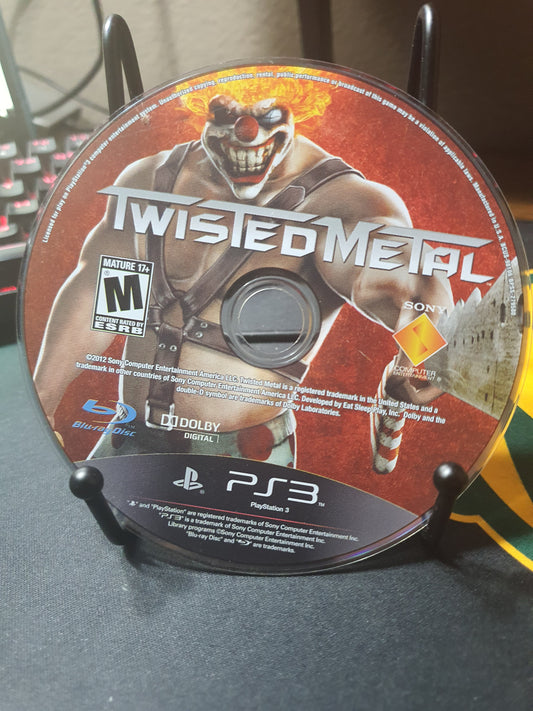 Licensed for play on PlayStation®3 computer entertainment system. Unauthorized copying, reproduction, rental, public performance or broadcast of this game may be a violation of applicable laws. Manufactured in U.S.A.
TWISTED METAL™
MATURE 17+
M®
CONTENT RATED BY
ESRB
SONY
COMPUTER
ENTERTAINMENT®
©2012 Sony Computer Entertainment America LLC. Twisted Metal is a registered trademark in the United States and a
trademark in other countries of Sony Computer Entertainment America LLC. Developed by Eat Sleep Play, Inc. Dolby and the
double-D symbol are trademarks of Dolby Laboratories.
Blu-ray Disc
DOLBY
DIGITAL
PS3™
PlayStation 3
" " and "PlayStation" are registered trademarks of Sony Computer Entertainment Inc.
"PS3" is a trademark of Sony Computer Entertainment Inc.
Library programs ©Sony Computer Entertainment Inc.
"Blu-ray Disc" and are trademarks.